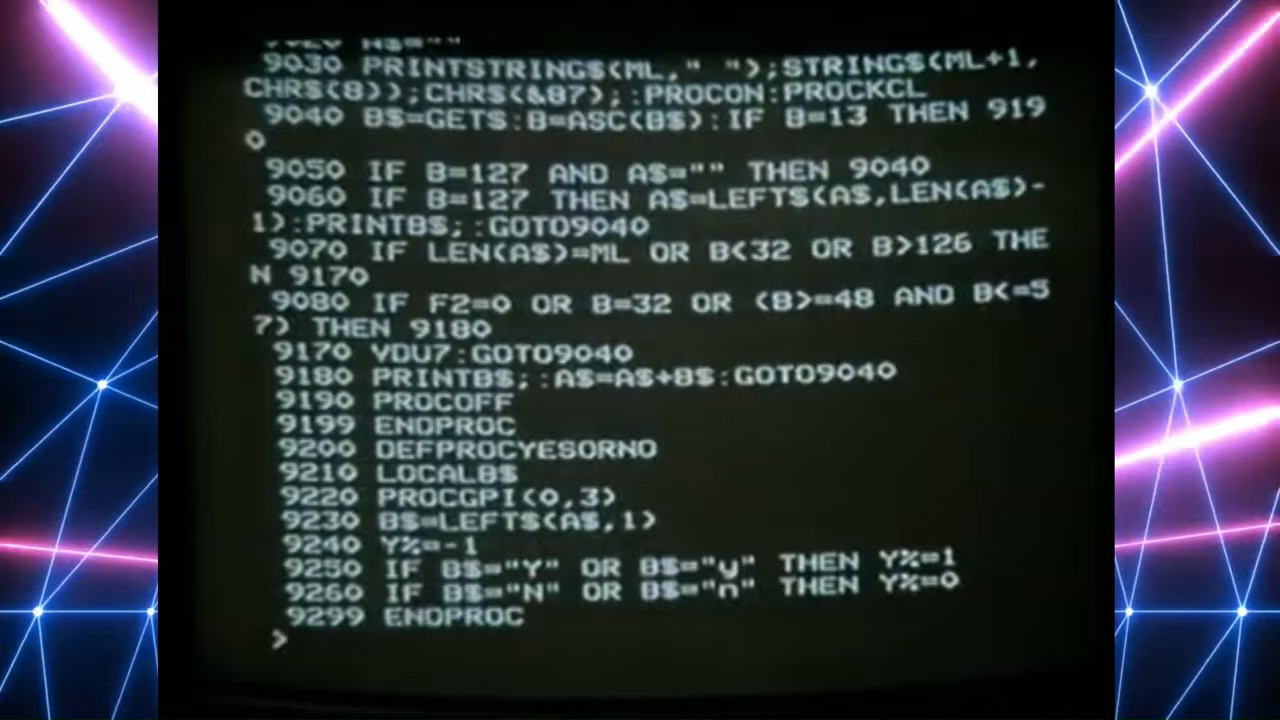 9020 A$=""
9030 PRINTSTRING$(ML," ");STRING$(ML+1,
CHR$(8));CHR$(&87);:PROCON:PROCKCL
9040 B$=GET$:B=ASC(B$):IF B=13 THEN 919
0
9050 IF B=127 AND A$="" THEN 9040
9060 IF B=127 THEN A$=LEFT$(A$,LEN(A$)-
1):PRINTB$;:GOTO9040
9070 IF LEN(A$)=ML OR B<32 OR B>126 THE
N 9170
9080 IF F2=0 OR B=32 OR (B>=48 AND B<=5
7) THEN 9180
9170 VDU7:GOTO9040
9180 PRINTB$;:A$=A$+B$:GOTO9040
9190 PROCOFF
9199 ENDPROC
9200 DEFPROCYESORNO
9210 LOCALB$
9220 PROCGPI(0,3)
9230 B$=LEFT$(A$,1)
9240 Y%=-1
9250 IF B$="Y" OR B$="y" THEN Y%=1
9260 IF B$="N" OR B$="n" THEN Y%=0
9299 ENDPROC
>